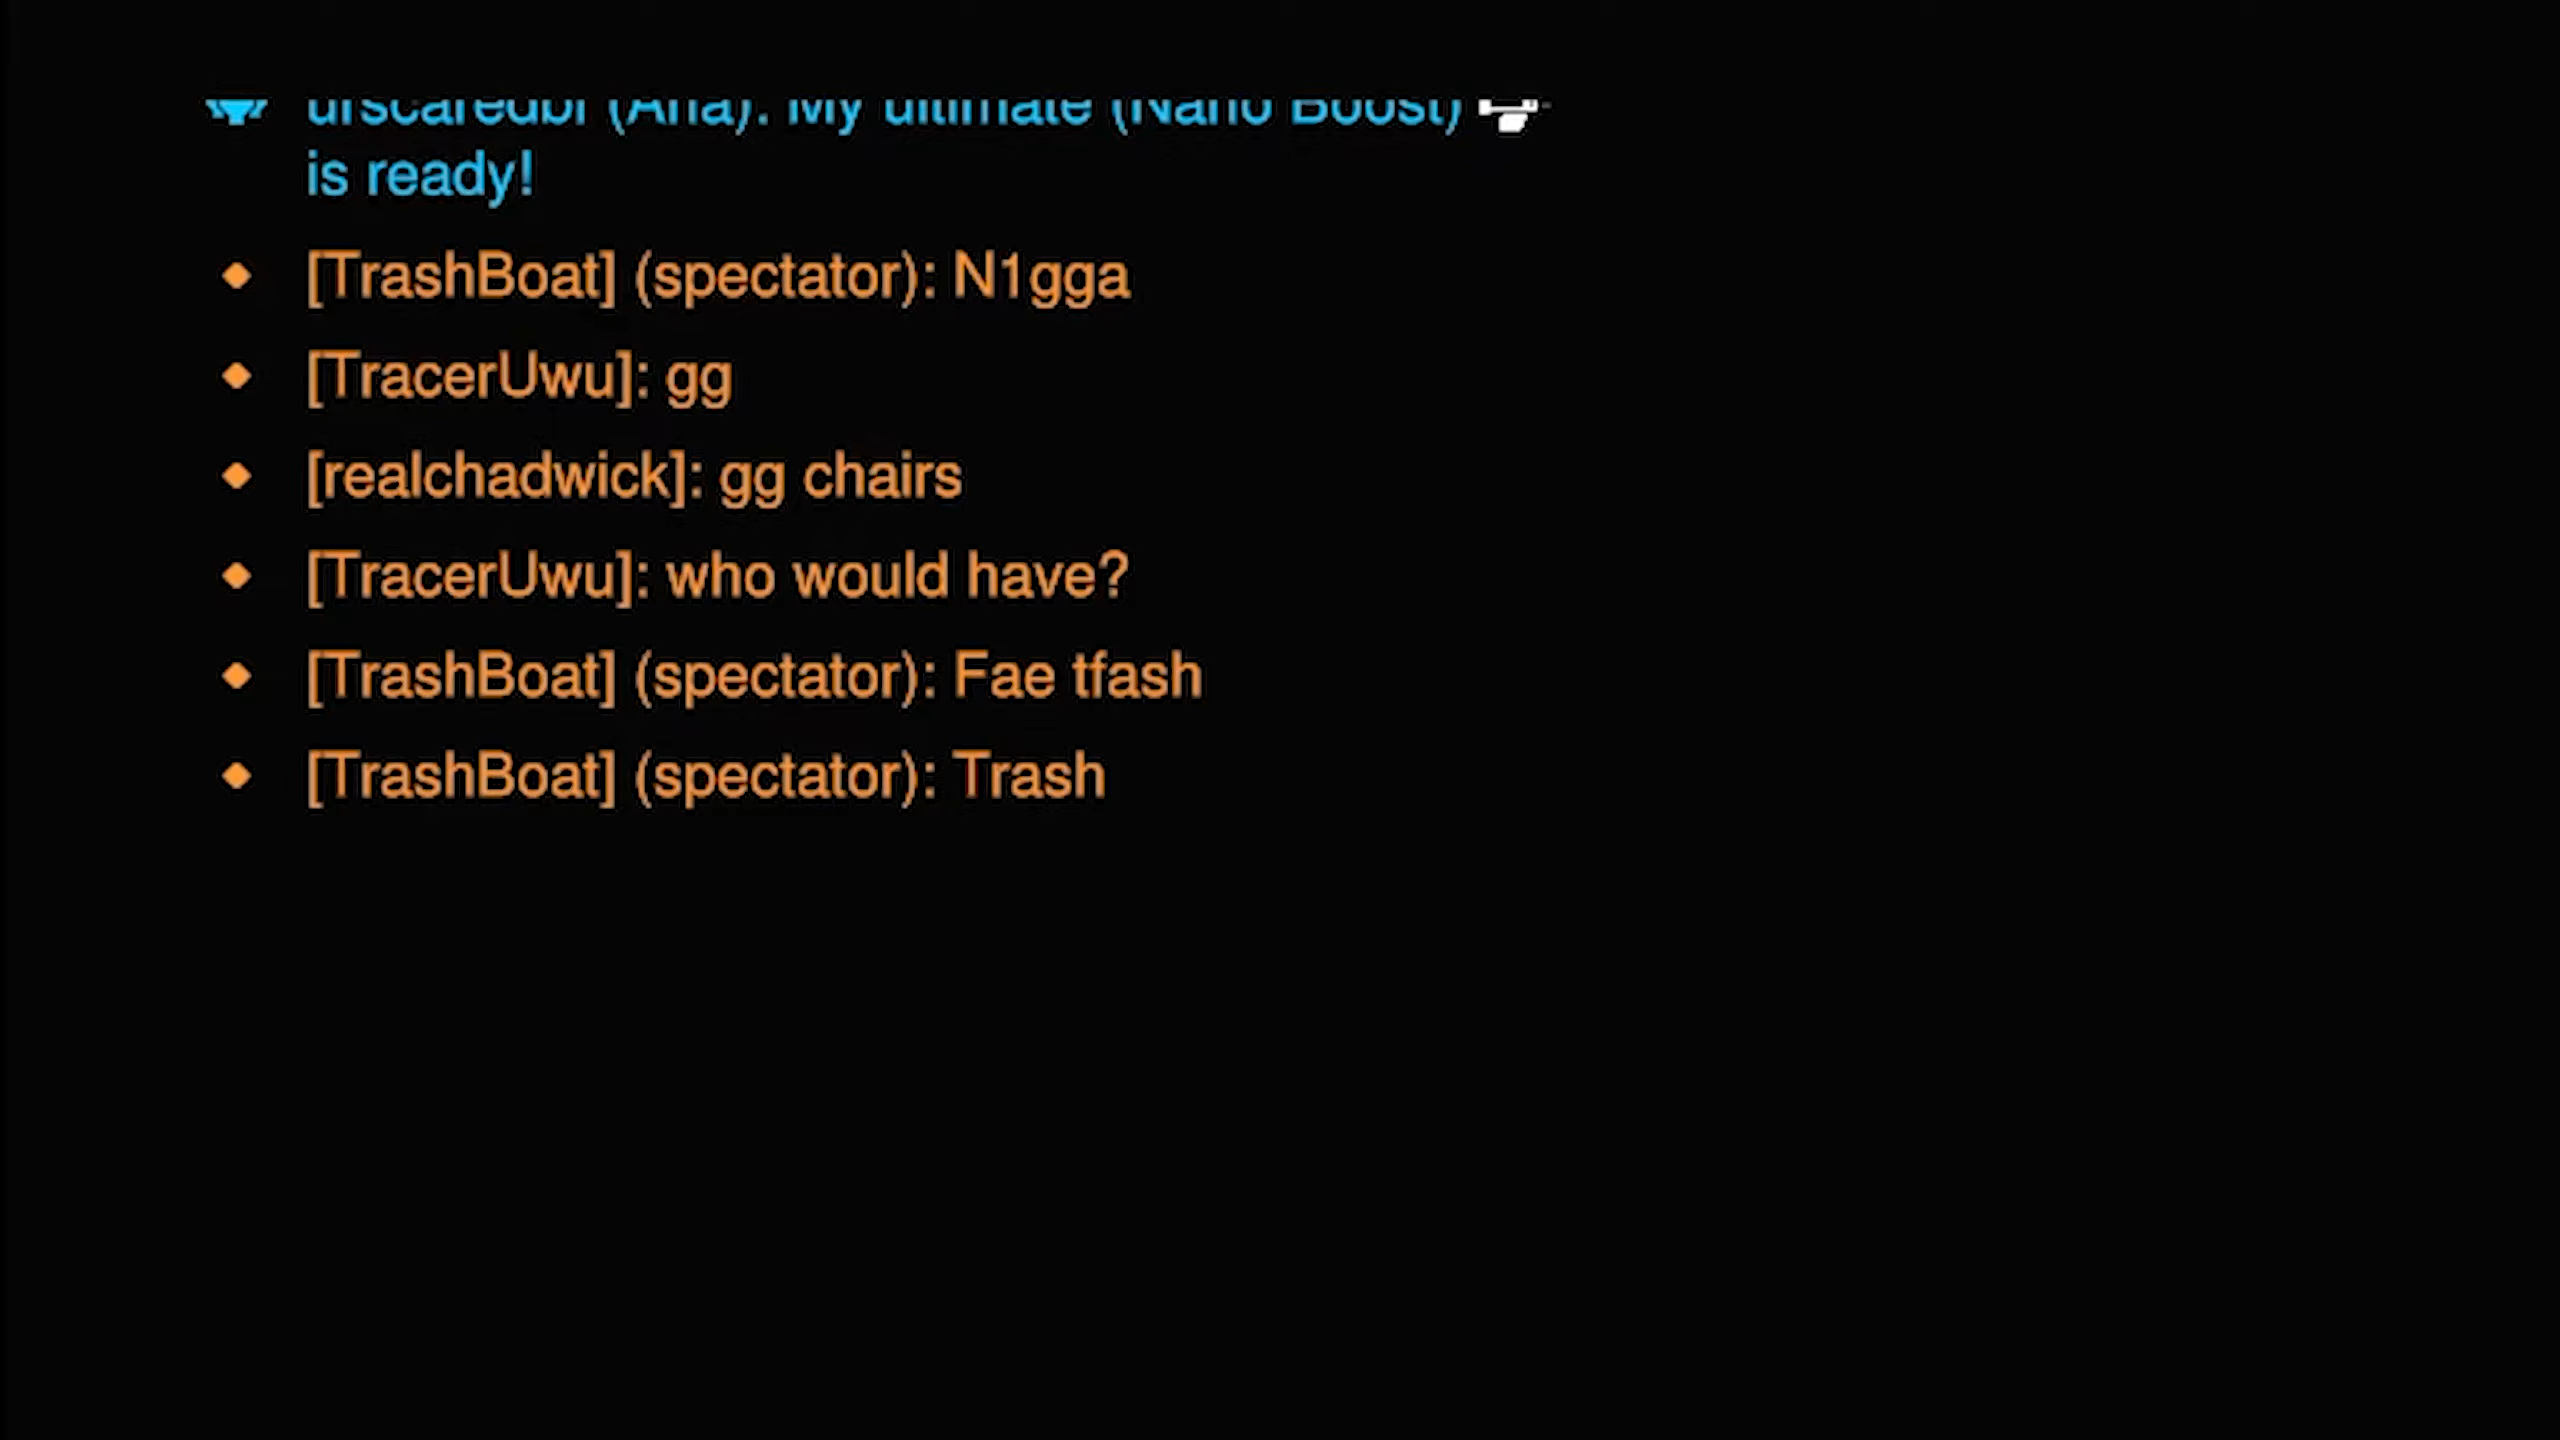 urscaredbr (Ana): My ultimate (Nano Boost)
is ready!
[TrashBoat] (spectator): N1gga
[TracerUwu]: gg
[realchadwick]: gg chairs
[TracerUwu]: who would have?
[TrashBoat] (spectator): Fae tfash
[TrashBoat] (spectator): Trash